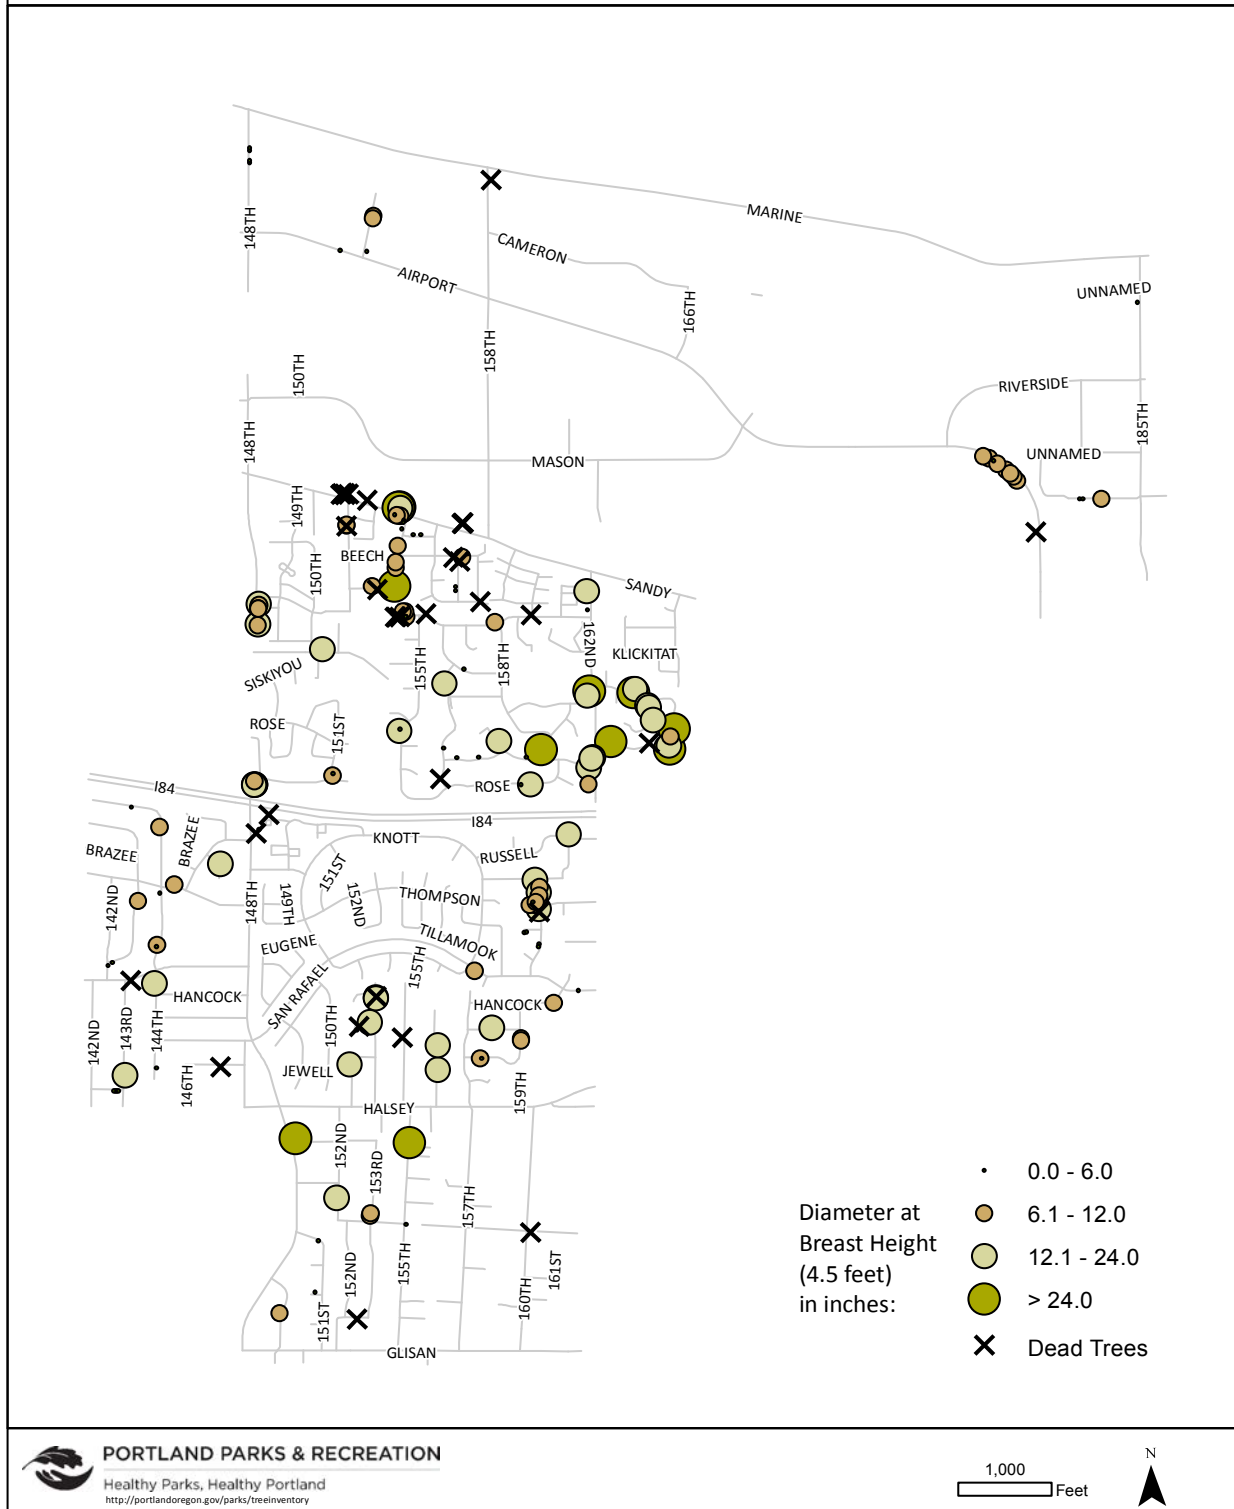 MARINE
148TH
CAMERON
AIRPORT
UNNAMED
166TH
158TH
150TH
RIVERSIDE
185TH
148TH
UNNAMED
MASON
149TH
BEECH
150TH
SANDY
162ND
KLICKITAT
155TH
158TH
SISKIYOU
ROSE
151ST
I84
ROSE
I84
KNOTT
BRAZEE
BRAZEE
RUSSELL
151ST
THOMPSON
142ND
148TH
149TH
152ND
TILLAMOOK
EUGENE
155TH
SAN RAFAEL
HANCOCK
HANCOCK
142ND
143RD
144TH
150TH
JEWELL
146TH
159TH
HALSEY
152ND
153RD
157TH
155TH
152ND
161ST
160TH
151ST
GLISAN
Diameter at
Breast Height
(4.5 feet)
in inches:
0.0 - 6.0
6.1 - 12.0
12.1 - 24.0
> 24.0
Dead Trees
PORTLAND PARKS & RECREATION
Healthy Parks, Healthy Portland
http://portlandoregon.gov/parks/treeinventory
1,000
Feet
N